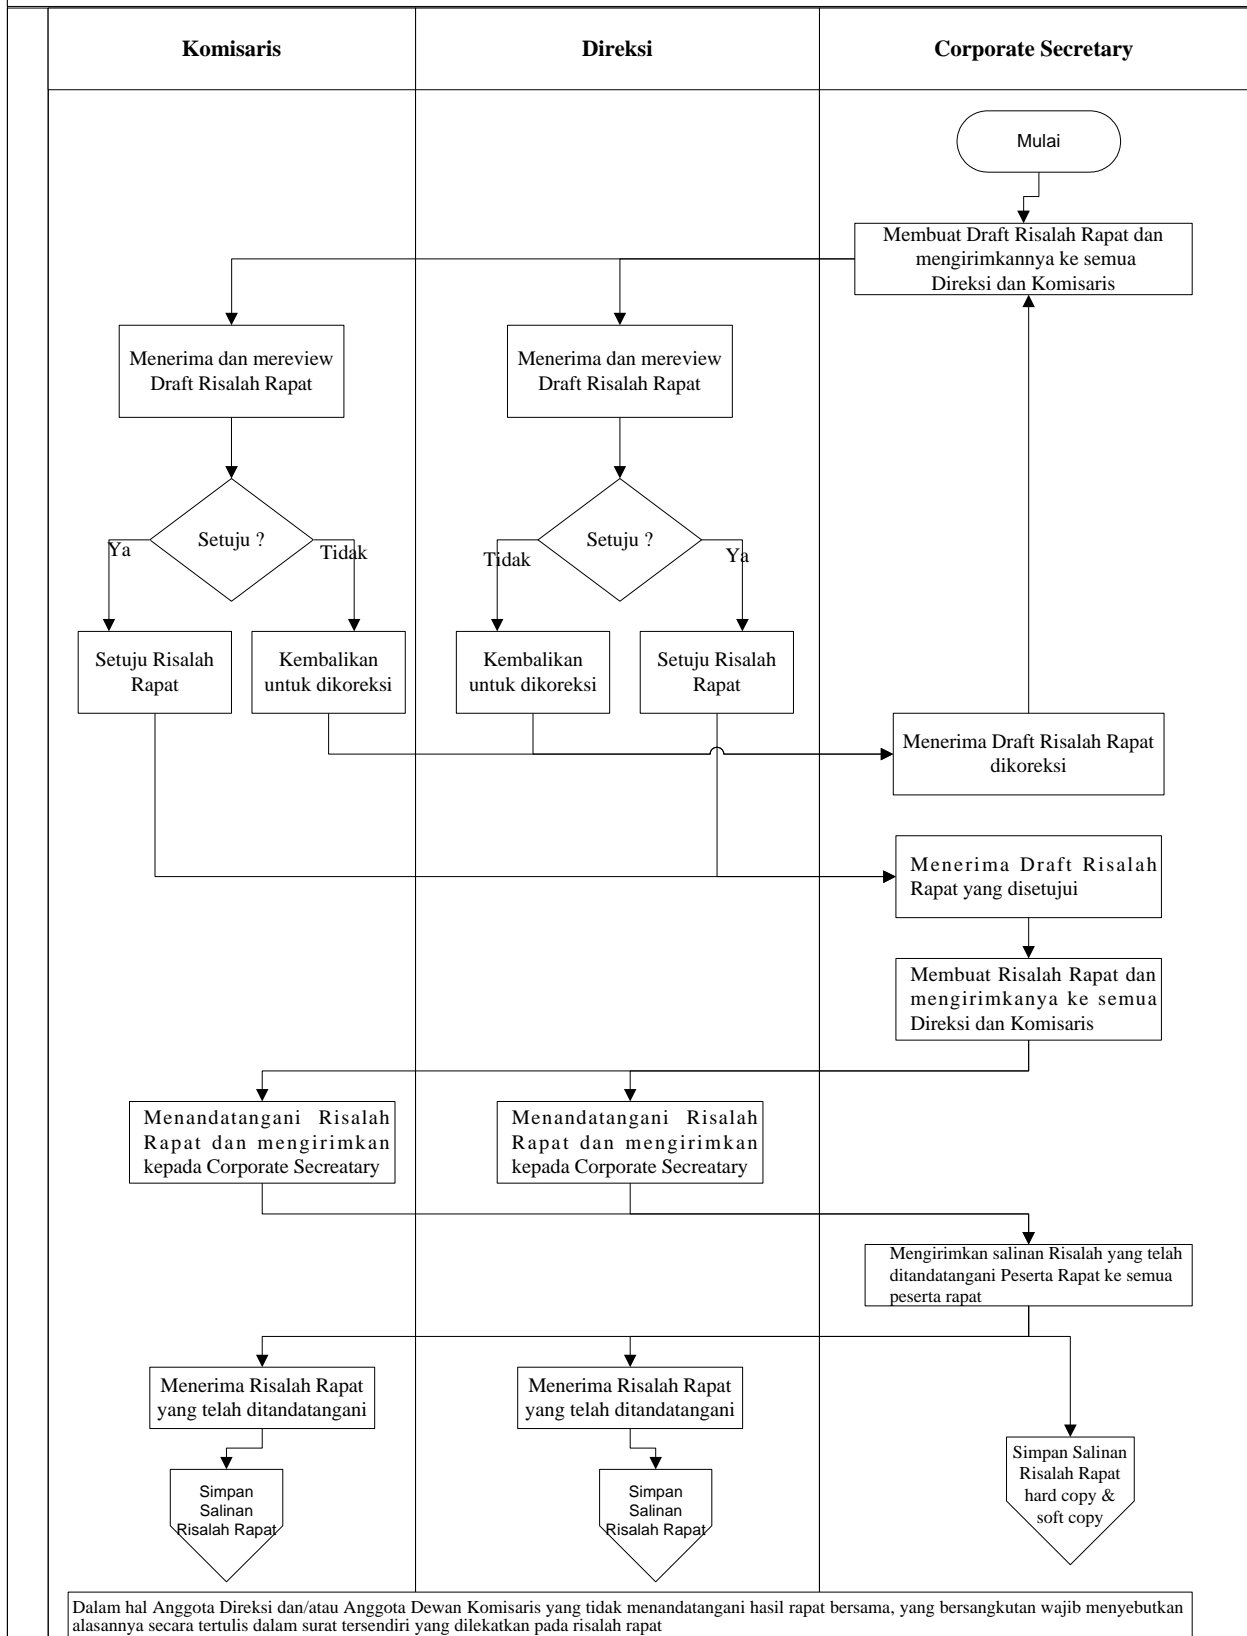 Komisaris
Direksi
Corporate Secretary
Mulai
Membuat Draft Risalah Rapat dan
mengirimkannya ke semua
Direksi dan Komisaris
Menerima dan mereview
Draft Risalah Rapat
Menerima dan mereview
Draft Risalah Rapat
Setuju ?
Ya
Tidak
Setuju ?
Tidak
Ya
Setuju Risalah
Rapat
Kembalikan
untuk dikoreksi
Kembalikan
untuk dikoreksi
Setuju Risalah
Rapat
Menerima Draft Risalah Rapat
dikoreksi
Menerima Draft Risalah
Rapat yang disetujui
Membuat Risalah Rapat dan
mengirimkanya ke semua
Direksi dan Komisaris
Menandatangani Risalah
Rapat dan mengirimkan
kepada Corporate Secreatary
Menandatangani Risalah
Rapat dan mengirimkan
kepada Corporate Secreatary
Mengirimkan salinan Risalah yang telah
ditandatangani Peserta Rapat ke semua
peserta rapat
Menerima Risalah Rapat
yang telah ditandatangani
Menerima Risalah Rapat
yang telah ditandatangani
Simpan
Salinan
Risalah Rapat
Simpan
Salinan
Risalah Rapat
Simpan Salinan
Risalah Rapat
hard copy &
soft copy
Dalam hal Anggota Direksi dan/atau Anggota Dewan Komisaris yang tidak menandatangani hasil rapat bersama, yang bersangkutan wajib menyebutkan
alasannya secara tertulis dalam surat tersendiri yang dilekatkan pada risalah rapat